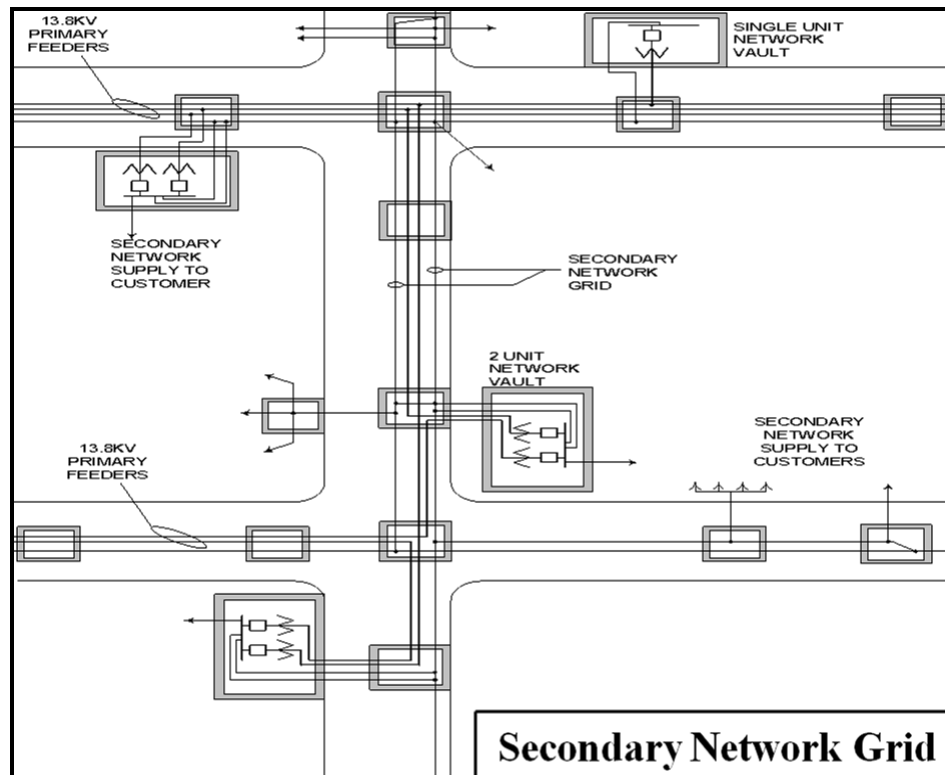 13.8KV
PRIMARY
FEEDERS
SINGLE UNIT
NETWORK
VAULT
SECONDARY
NETWORK
SUPPLY TO
CUSTOMER
SECONDARY
NETWORK
GRID
2 UNIT
NETWORK
VAULT
13.8KV
PRIMARY
FEEDERS
SECONDARY
NETWORK
SUPPLY TO
CUSTOMERS
Secondary Network Grid